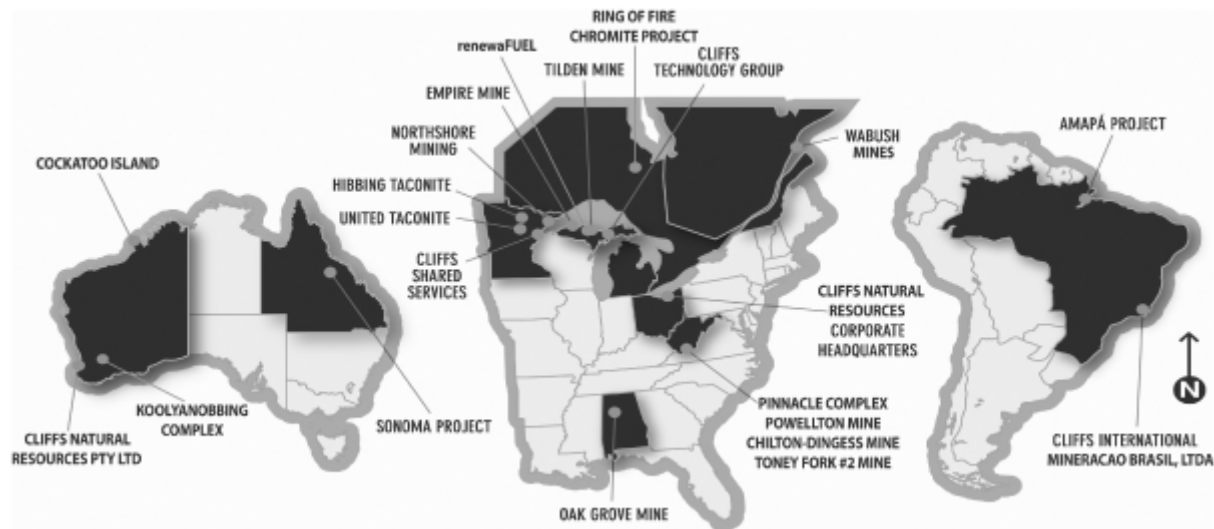 RING OF FIRE
CHROMITE PROJECT
renewaFUEL
TILDEN MINE
CLIFFS
TECHNOLOGY GROUP
EMPIRE MINE
NORTHSHORE
MINING
HIBBING TACONITE
UNITED TACONITE
CLIFFS
SHARED
SERVICES
WABUSH
MINES
AMAPÁ PROJECT
COCKATOO ISLAND
KOOLYANOBBING
COMPLEX
CLIFFS NATURAL
RESOURCES PTY LTD
SONOMA PROJECT
CLIFFS NATURAL
RESOURCES
CORPORATE
HEADQUARTERS
PINNACLE COMPLEX
POWELLTON MINE
CHILTON-DINGESS MINE
TONEY FORK #2 MINE
OAK GROVE MINE
CLIFFS INTERNATIONAL
MINERACAO BRASIL, LTDA
N